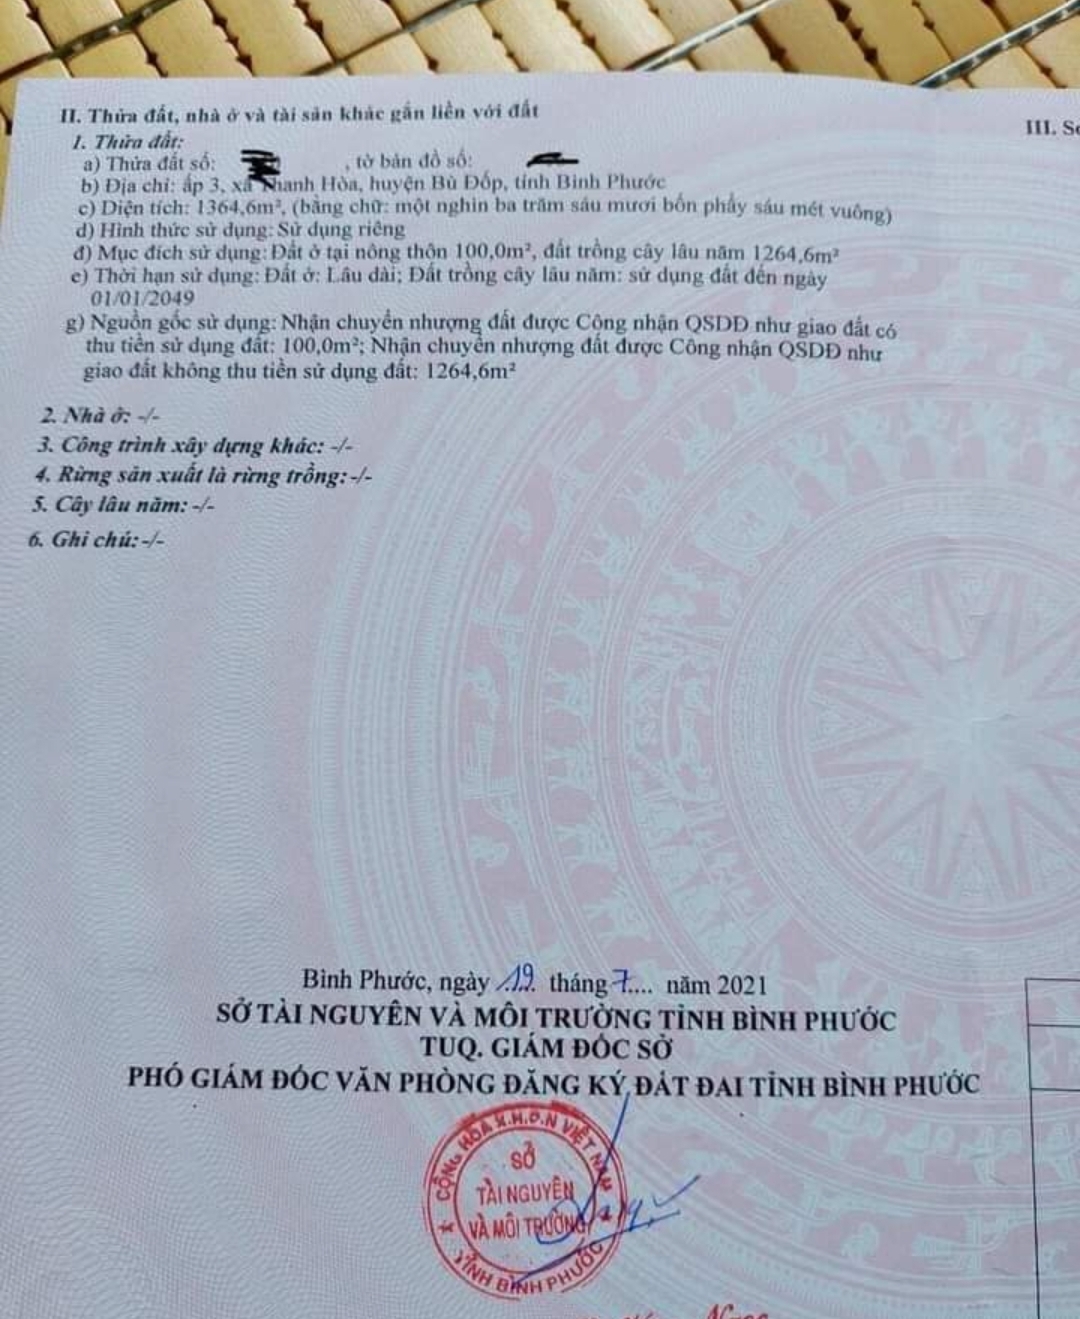 II. Thửa đất, nhà ở và tài sản khác gắn liền với đất
III. Sơ
1. Thửa đất:
a) Thửa đất số: , tờ bản đồ số:
b) Địa chỉ: ấp 3, xã Thanh Hòa, huyện Bù Đốp, tỉnh Bình Phước
c) Diện tích: 1364,6m², (bằng chữ: một nghìn ba trăm sáu mươi bốn phẩy sáu mét vuông)
d) Hình thức sử dụng: Sử dụng riêng
đ) Mục đích sử dụng: Đất ở tại nông thôn 100,0m², đất trồng cây lâu năm 1264,6m²
e) Thời hạn sử dụng: Đất ở: Lâu dài; Đất trồng cây lâu năm: sử dụng đất đến ngày
01/01/2049
g) Nguồn gốc sử dụng: Nhận chuyển nhượng đất được Công nhận QSDĐ như giao đất có
thu tiền sử dụng đất: 100,0m²; Nhận chuyển nhượng đất được Công nhận QSDĐ như
giao đất không thu tiền sử dụng đất: 1264,6m²
2. Nhà ở: -/-
3. Công trình xây dựng khác: -/-
4. Rừng sản xuất là rừng trồng: -/-
5. Cây lâu năm: -/-
6. Ghi chú: -/-
Bình Phước, ngày 19 tháng 7 năm 2021
SỞ TÀI NGUYÊN VÀ MÔI TRƯỜNG TỈNH BÌNH PHƯỚC
TUQ. GIÁM ĐỐC SỞ
PHÓ GIÁM ĐỐC VĂN PHÒNG ĐĂNG KÝ ĐẤT ĐAI TỈNH BÌNH PHƯỚC
CỘNG HÒA X.H.C.N VIỆT NAM
SỞ
TÀI NGUYÊN
VÀ MÔI TRƯỜNG
TỈNH BÌNH PHƯỚC